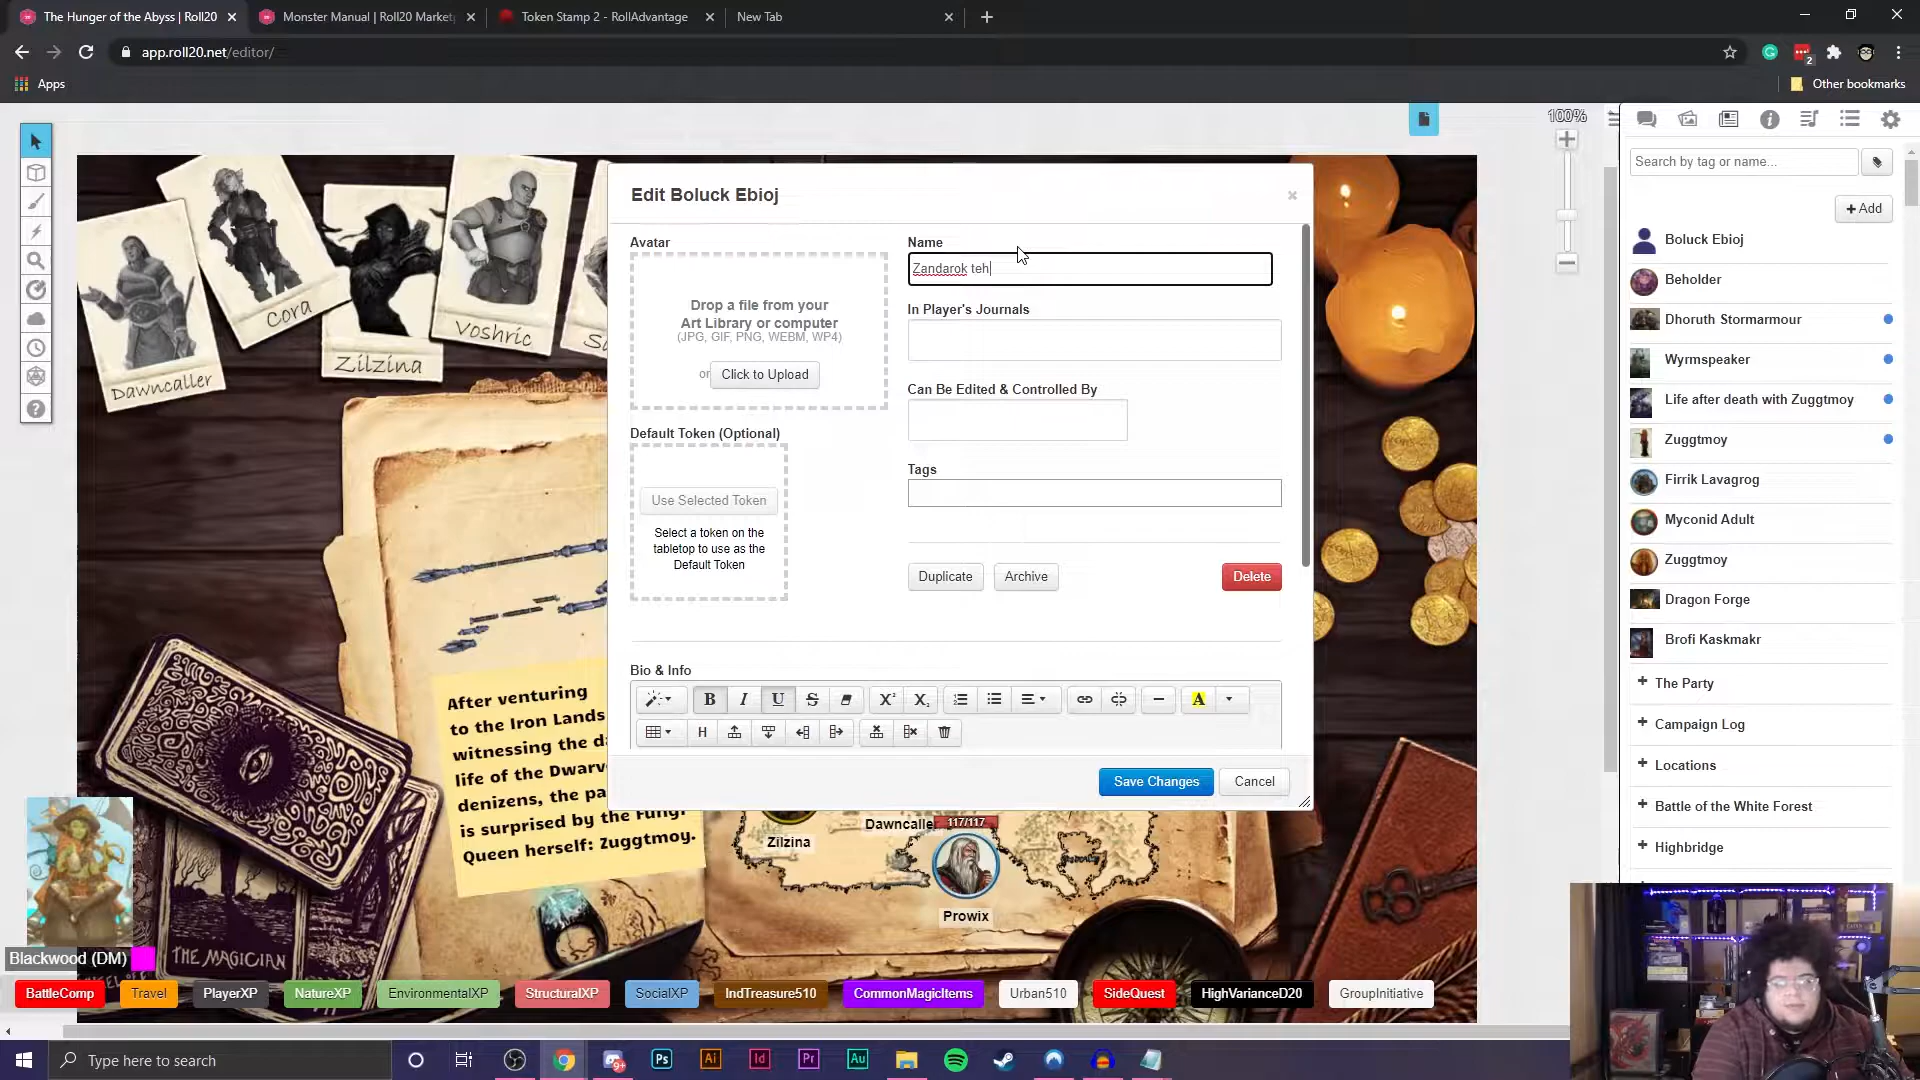 The Hunger of the Abyss | Roll20
Monster Manual | Roll20 Market
Token Stamp 2 - RollAdvantage
New Tab
app.roll20.net/editor/
2
Apps
Other bookmarks
100%
Search by tag or name...
+ Add
Boluck Ebioj
Beholder
Dhoruth Stormarmour
Wyrmspeaker
Life after death with Zuggtmoy
Zuggtmoy
Firrik Lavagrog
Myconid Adult
Zuggtmoy
Dragon Forge
Brofi Kaskmakr
The Party
Campaign Log
Locations
Battle of the White Forest
Highbridge
Edit Boluck Ebioj
Avatar
Drop a file from your
Art Library or computer
(JPG, GIF, PNG, WEBM, WP4)
or Click to Upload
Default Token (Optional)
Use Selected Token
Select a token on the
tabletop to use as the
Default Token
Name
Zandarok teh
In Player's Journals
Can Be Edited & Controlled By
Tags
Duplicate
Archive
Delete
Bio & Info
B I U S X² X₂ A
H
Save Changes
Cancel
Dawncaller
Cora
Zilzina
Voshric
After venturing
to the Iron Lands
witnessing the d
life of the Dwarv
denizens, the pa
is surprised by the Fungi
Queen herself: Zuggtmoy.
Zilzina
Dawncalle
117/117
Prowix
THE MAGICIAN
Blackwood (DM)
BattleComp
Travel
PlayerXP
NatureXP
EnvironmentalXP
StructuralXP
SocialXP
IndTreasure510
CommonMagicItems
Urban510
SideQuest
HighVarianceD20
GroupInitiative
Type here to search
9+
Ps
Ai
Id
Pr
Au